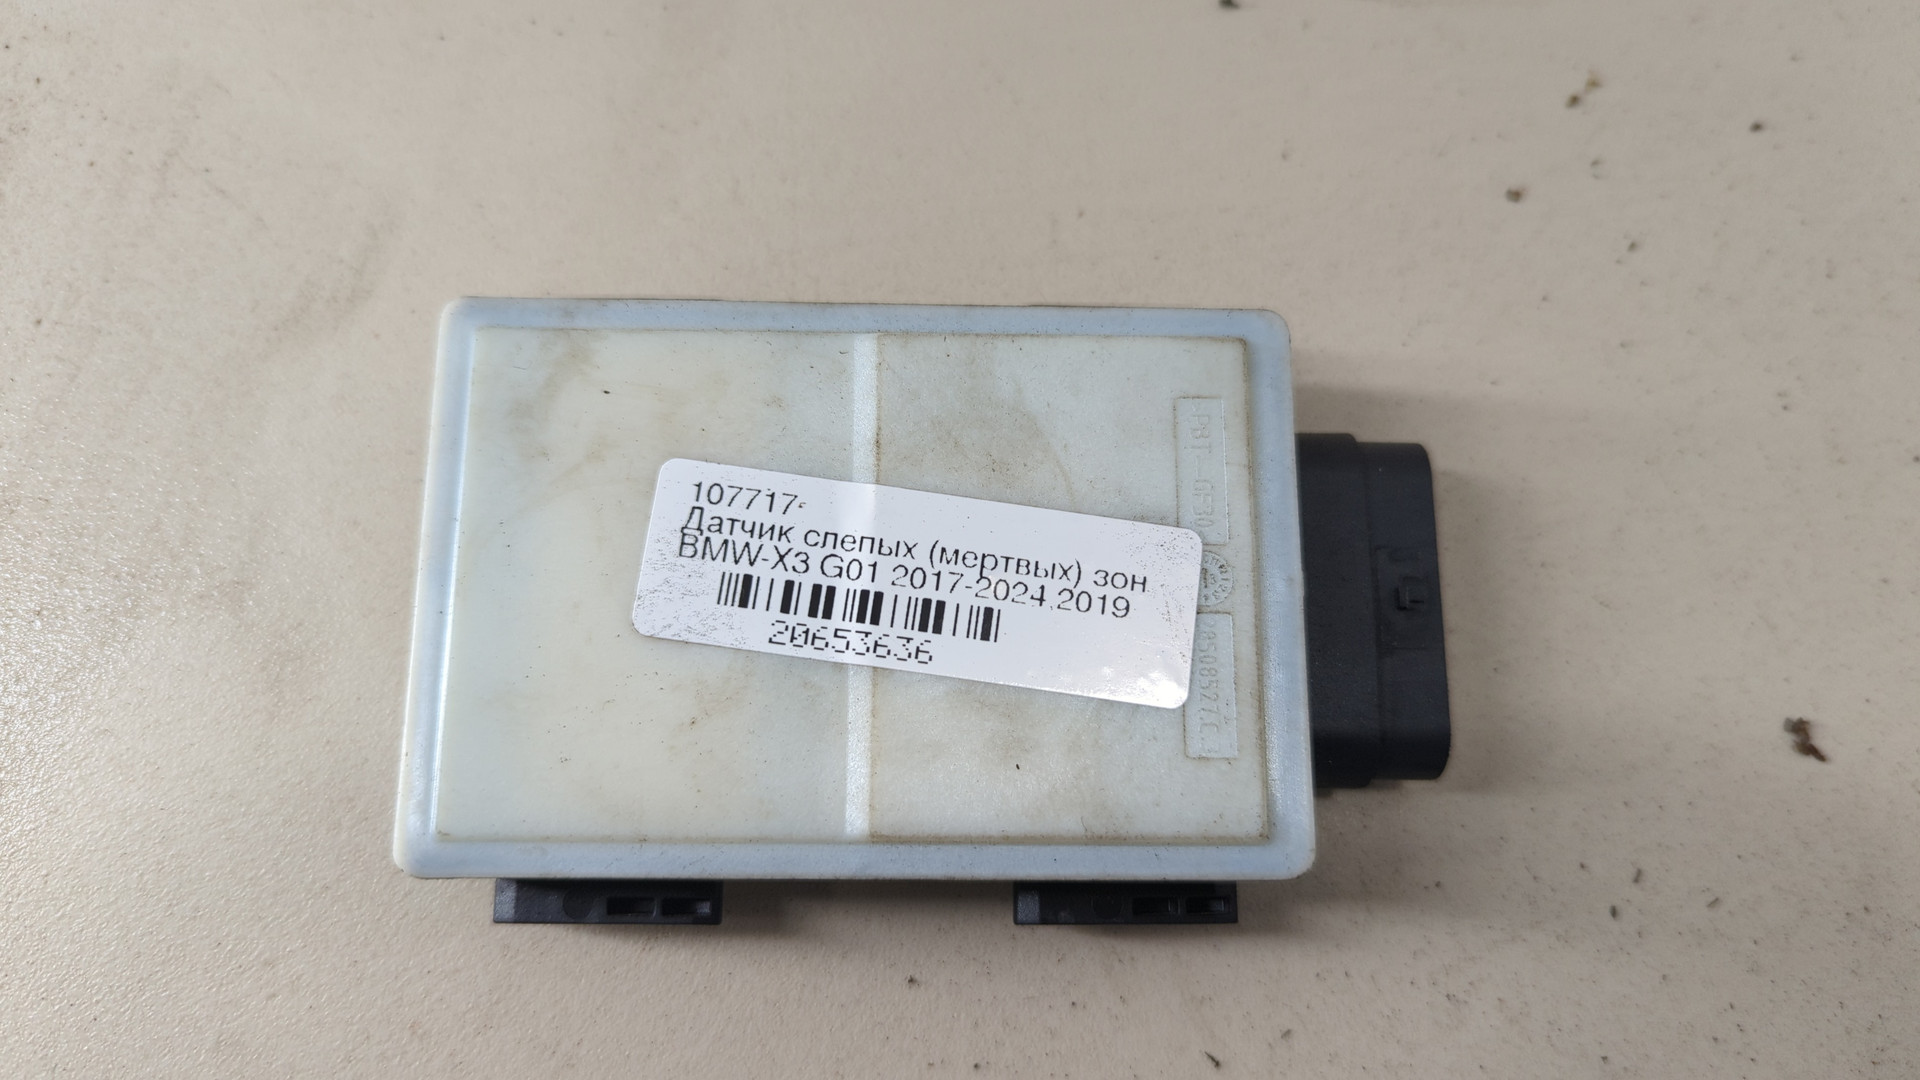 107717
Датчик слепых (мертвых) зон
BMW-X3 G01 2017-2024,2019
20653636
PBT-GF30